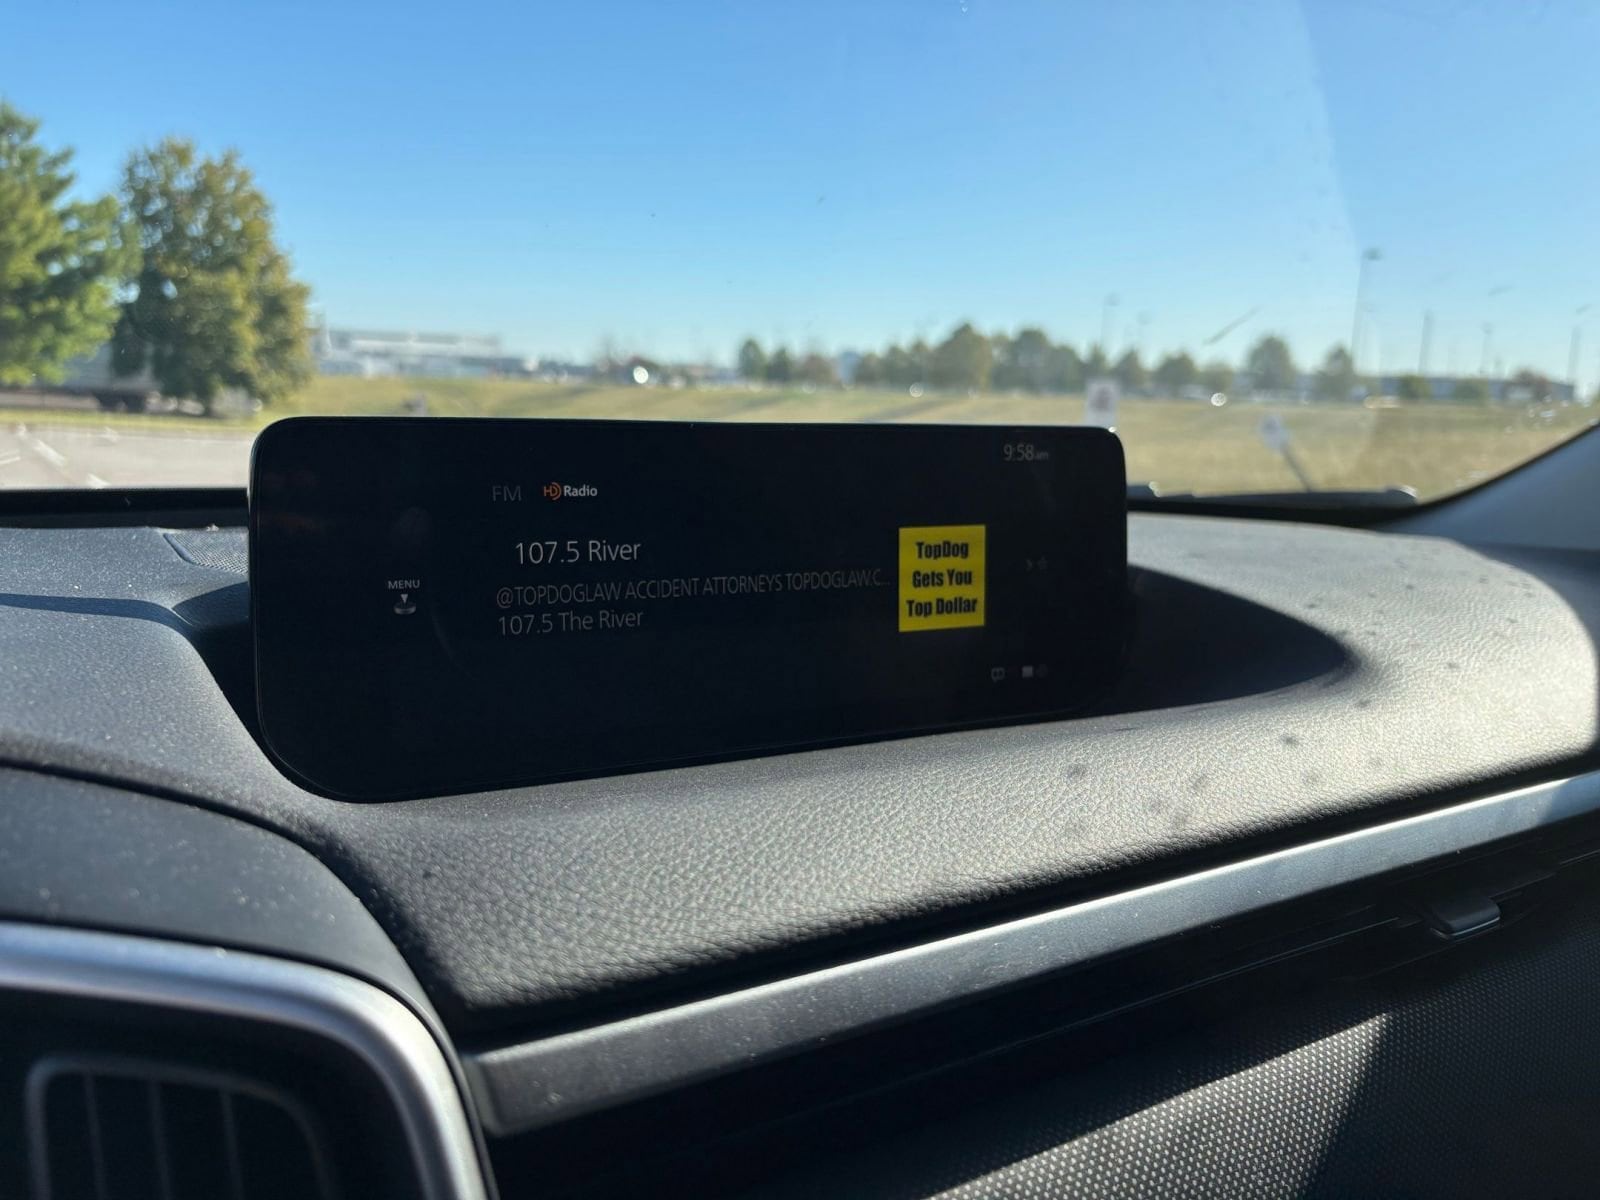 9:58am
FM HD Radio
107.5 River
@TOPDOGLAW ACCIDENT ATTORNEYS TOPDOGLAW.C...
107.5 The River
MENU
TopDog
Gets You
Top Dollar